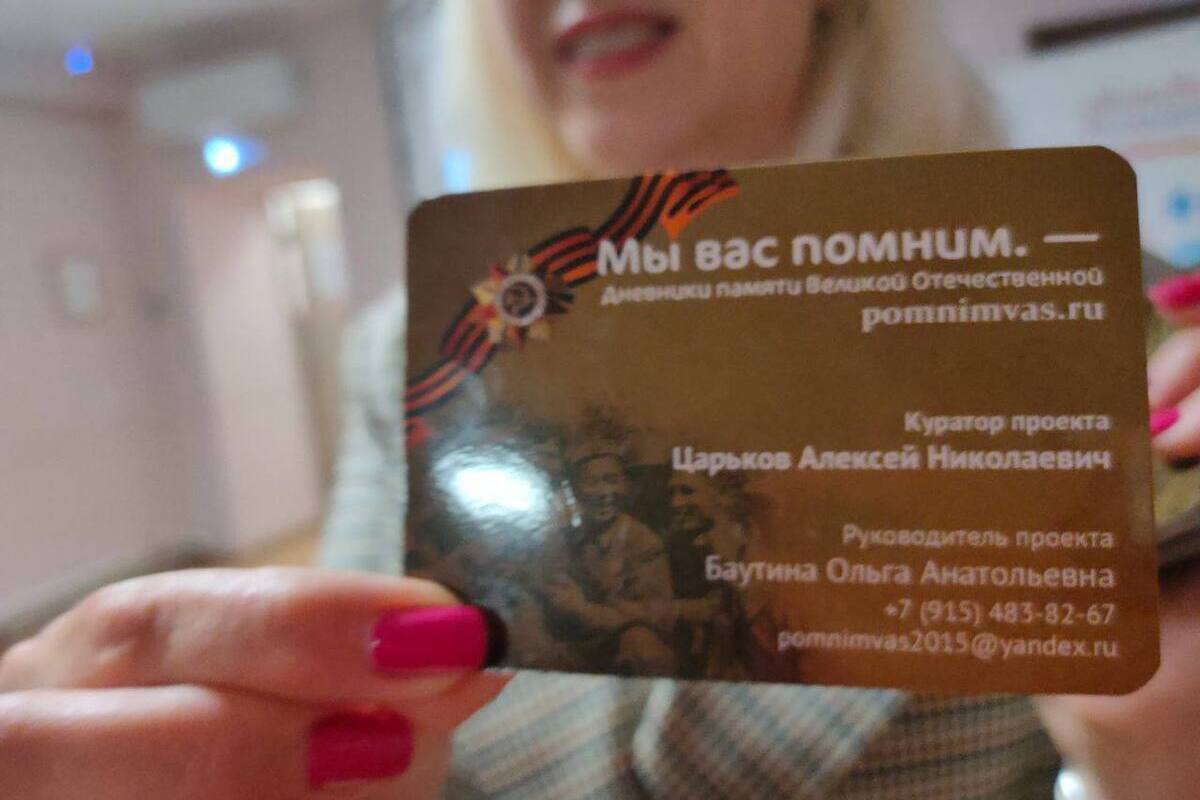 Мы вас помним. —
Дневники памяти Великой Отечественной
pomnimvas.ru
Куратор проекта
Царьков Алексей Николаевич
Руководитель проекта
Баутина Ольга Анатольевна
+7 (915) 483-82-67
pomnimvas2015@yandex.ru